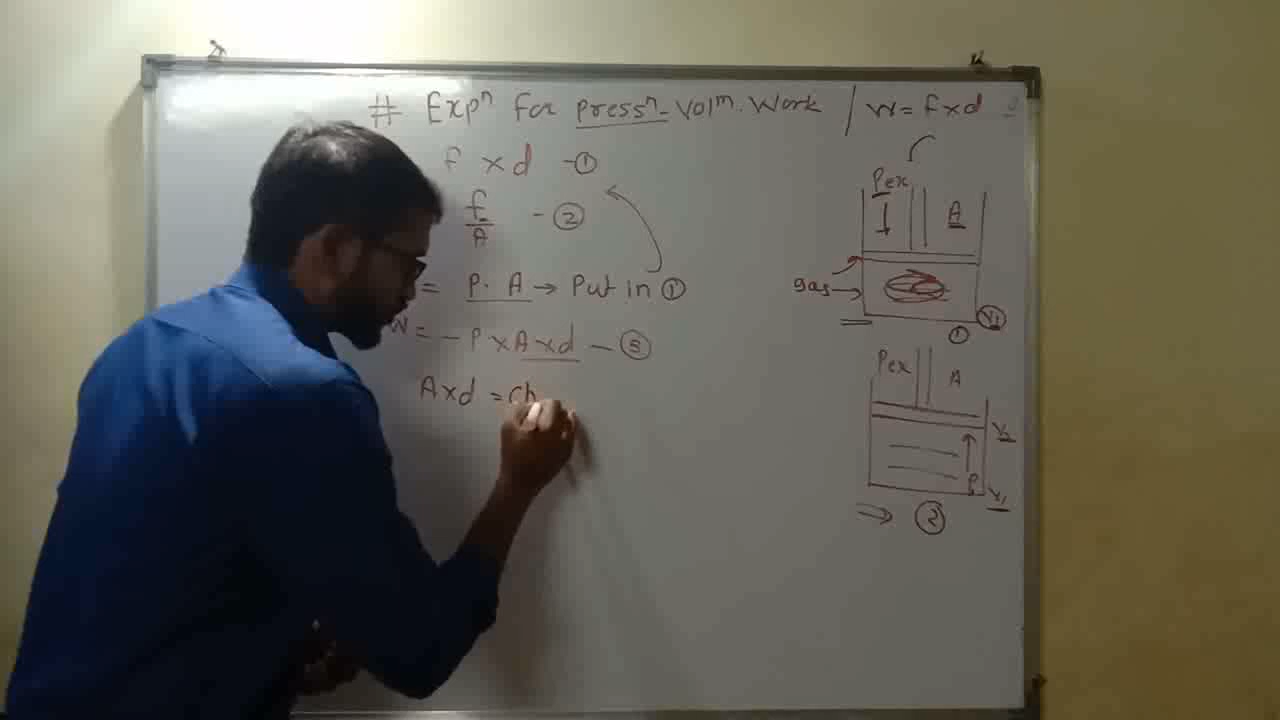 # Expⁿ For Pressⁿ- Volᵐ. Work / W = f x d
f x d - ①
f/A - ②
= P. A → Put in ①
W = - P x A x d - ③
A x d = Ch
Pex
A
gas →
V₁
①
Pex
A
V₂
P
V₁
⇒ ②